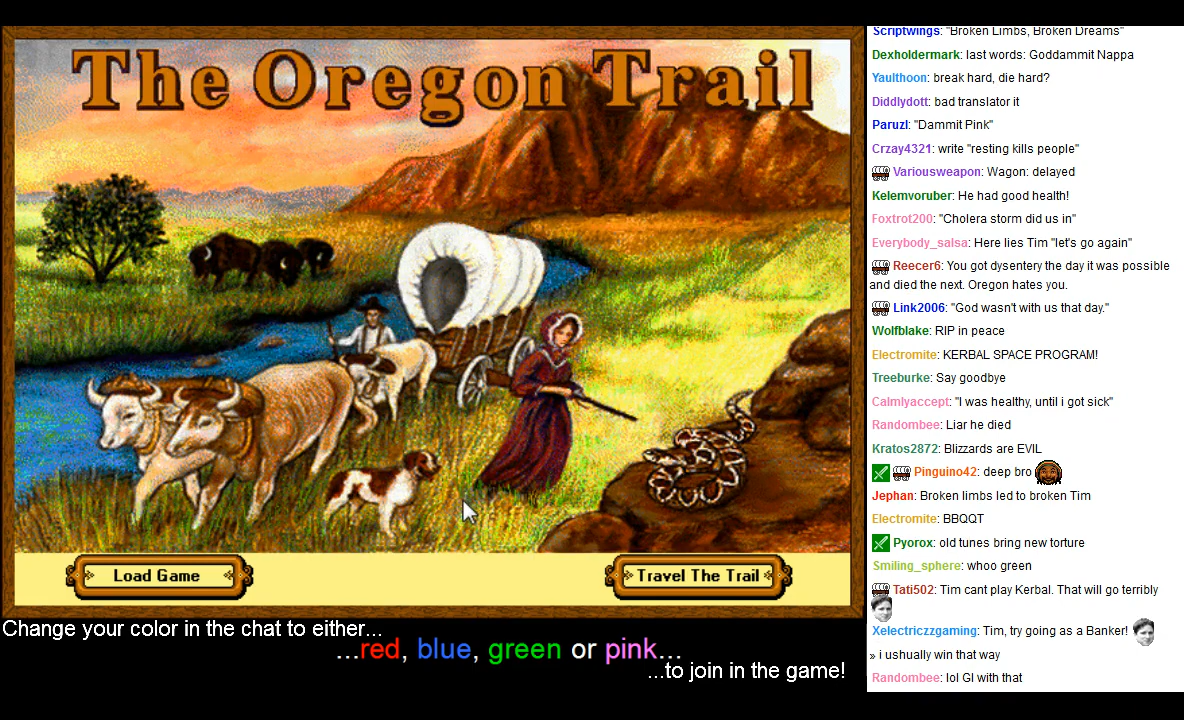 The Oregon Trail
Load Game
Travel The Trail
Change your color in the chat to either...
...red, blue, green or pink...
...to join in the game!
Scriptwings: "Broken Limbs, Broken Dreams"
Dexholdermark: last words: Goddammit Nappa
Yaulthoon: break hard, die hard?
Diddlydott: bad translator it
Paruzl: "Dammit Pink"
Crzay4321: write "resting kills people"
Variousweapon: Wagon: delayed
Kelemvoruber: He had good health!
Foxtrot200: "Cholera storm did us in"
Everybody_salsa: Here lies Tim "let's go again"
Reecer6: You got dysentery the day it was possible
and died the next. Oregon hates you.
Link2006: "God wasn't with us that day."
Wolfblake: RIP in peace
Electromite: KERBAL SPACE PROGRAM!
Treeburke: Say goodbye
Calmlyaccept: "I was healthy, until i got sick"
Randombee: Liar he died
Kratos2872: Blizzards are EVIL
Pinguino42: deep bro
Jephan: Broken limbs led to broken Tim
Electromite: BBQQT
Pyorox: old tunes bring new torture
Smiling_sphere: whoo green
Tati502: Tim cant play Kerbal. That will go terribly
Xelectriczzgaming: Tim, try going as a Banker!
» i ushually win that way
Randombee: lol Gl with that